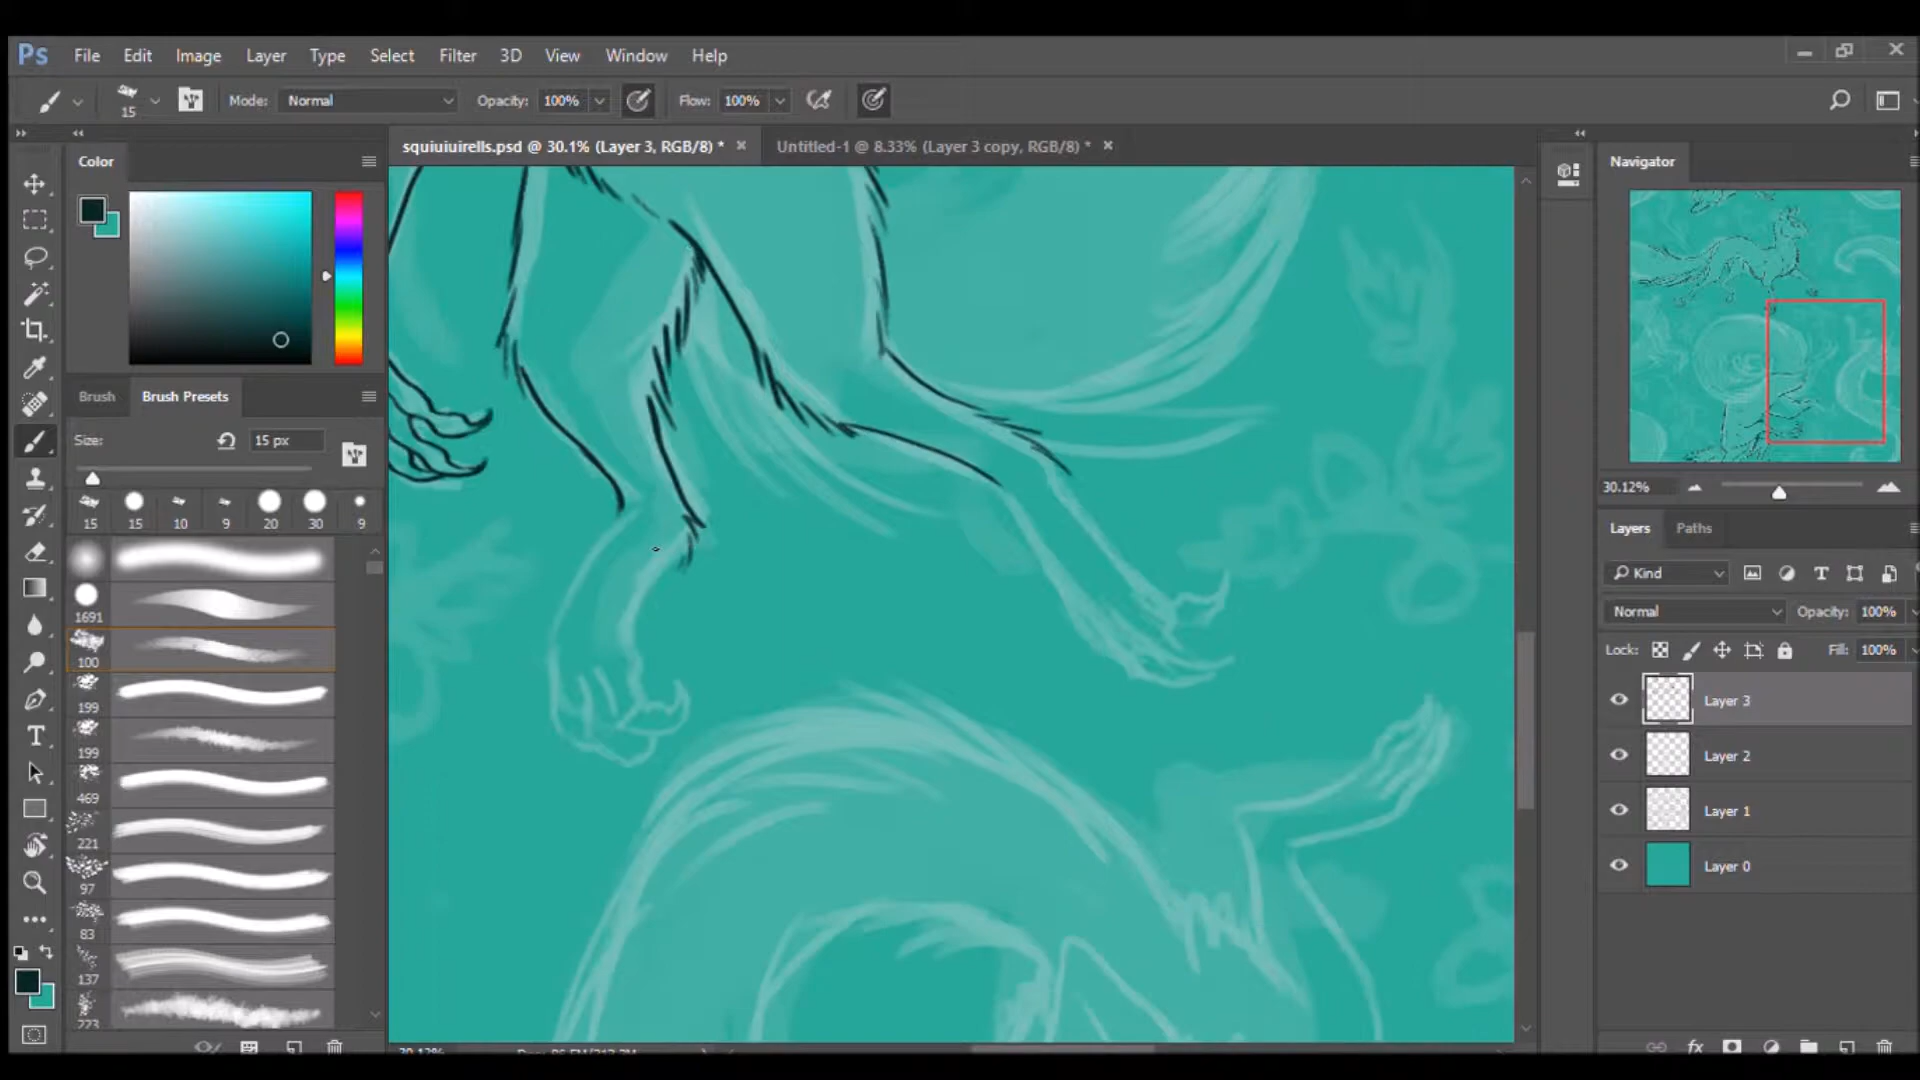 Ps File Edit Image Layer Type Select Filter 3D View Window Help
15 Mode: Normal Opacity: 100% Flow: 100%
squiuiuirells.psd @ 30.1% (Layer 3, RGB/8) * × Untitled-1 @ 8.33% (Layer 3 copy, RGB/8) * ×
Color
Navigator
Brush Brush Presets
Size: 15 px
30.12%
15 15 10 9 20 30 9
Layers Paths
Kind
1691
Normal Opacity: 100%
100
Lock: Fill: 100%
199
Layer 3
199
Layer 2
469
Layer 1
221
Layer 0
97
83
137
273